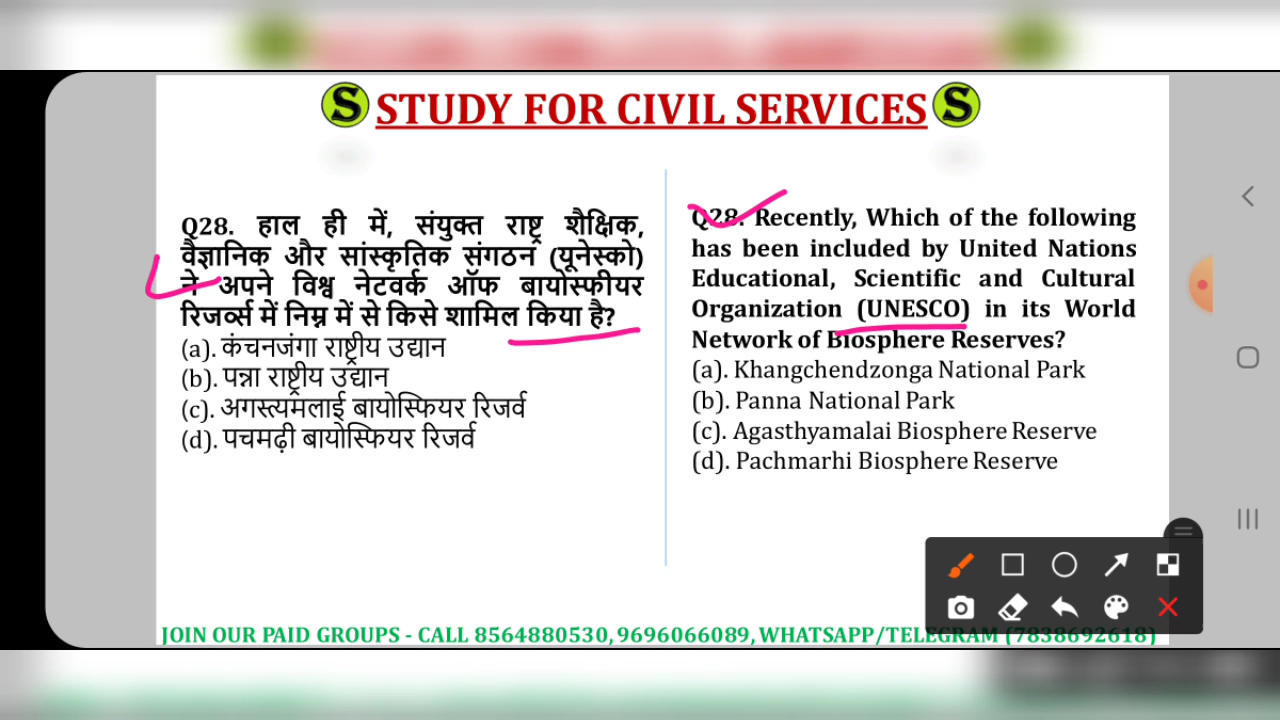 S STUDY FOR CIVIL SERVICES S
Q28. हाल ही में, संयुक्त राष्ट्र शैक्षिक,
वैज्ञानिक और सांस्कृतिक संगठन (यूनेस्को)
ने अपने विश्व नेटवर्क ऑफ बायोस्फीयर
रिजर्व्स में निम्न में से किसे शामिल किया है?
(a). कंचनजंगा राष्ट्रीय उद्यान
(b). पन्ना राष्ट्रीय उद्यान
(c). अगस्त्यमलाई बायोस्फियर रिजर्व
(d). पचमढ़ी बायोस्फियर रिजर्व
Q28. Recently, Which of the following
has been included by United Nations
Educational, Scientific and Cultural
Organization (UNESCO) in its World
Network of Biosphere Reserves?
(a). Khangchendzonga National Park
(b). Panna National Park
(c). Agasthyamalai Biosphere Reserve
(d). Pachmarhi Biosphere Reserve
JOIN OUR PAID GROUPS - CALL 8564880530, 9696066089, WHATSAPP/TELEGRAM (7838692618)